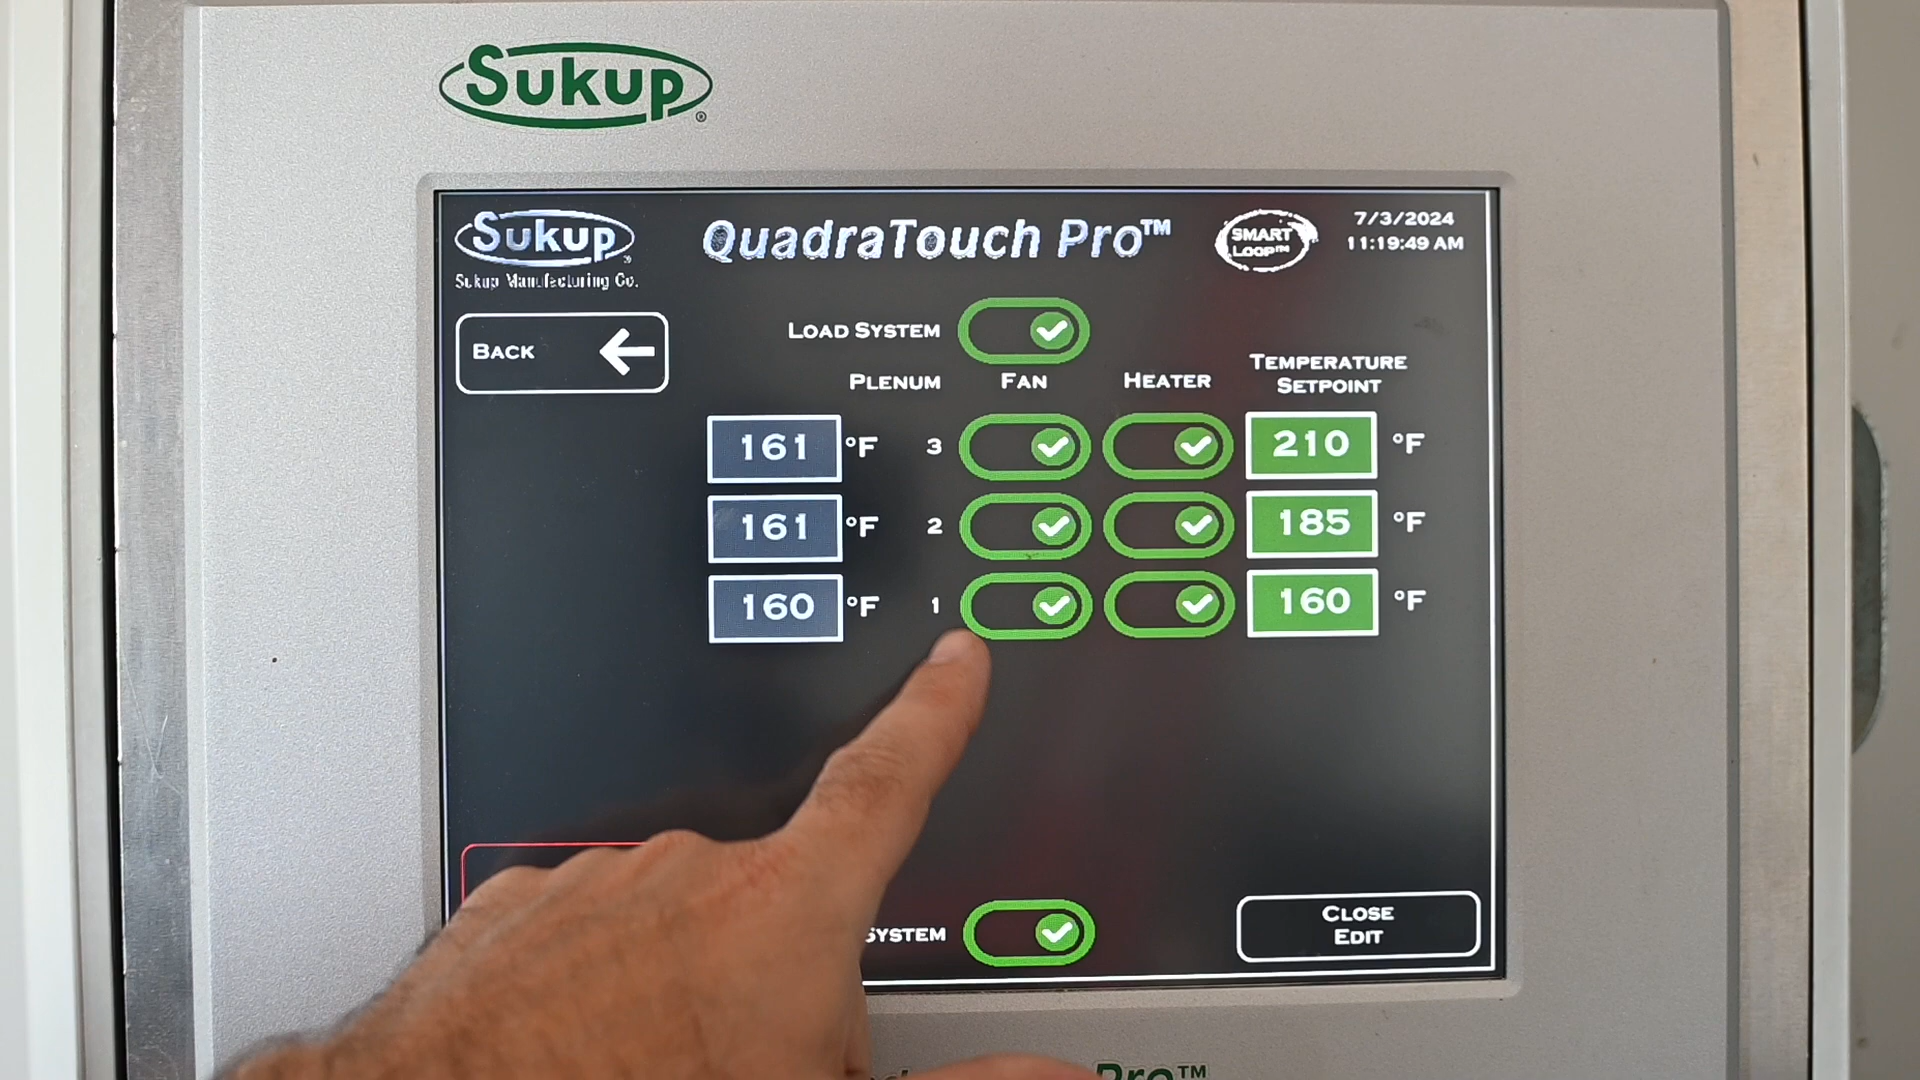 Sukup®
Sukup
Sukup Manufacturing Co.
QuadraTouch Pro™
SMART
LOOP™
7/3/2024
11:19:49 AM
BACK
LOAD SYSTEM
PLENUM
FAN
HEATER
TEMPERATURE
SETPOINT
161 °F 3 210 °F
161 °F 2 185 °F
160 °F 1 160 °F
SYSTEM
CLOSE
EDIT
Pro™